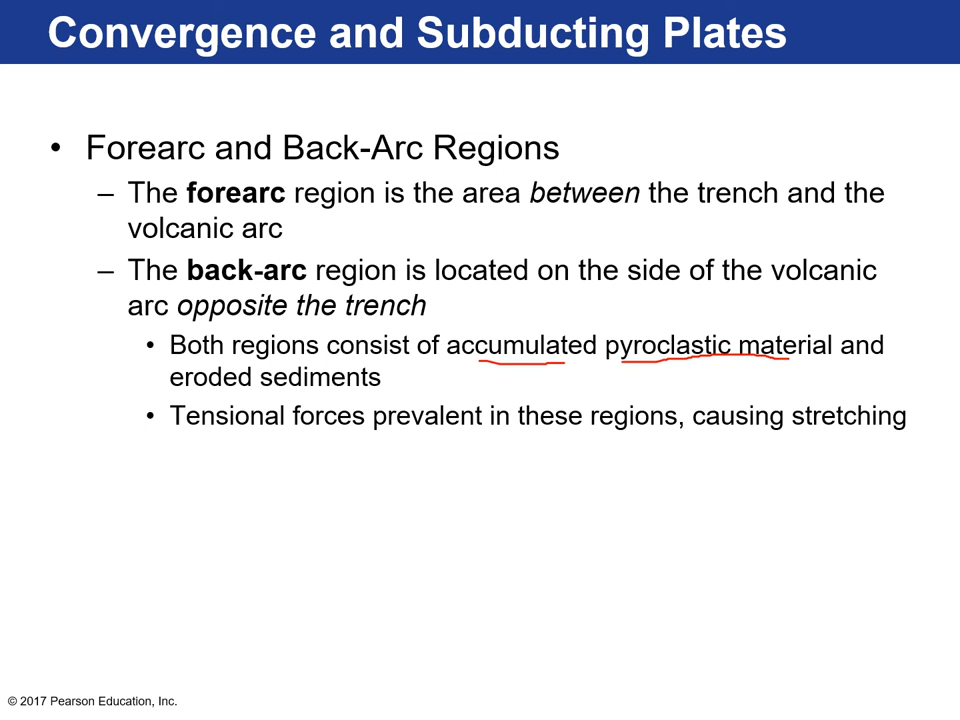 Convergence and Subducting Plates
• Forearc and Back-Arc Regions
– The forearc region is the area between the trench and the
volcanic arc
– The back-arc region is located on the side of the volcanic
arc opposite the trench
• Both regions consist of accumulated pyroclastic material and
eroded sediments
• Tensional forces prevalent in these regions, causing stretching
© 2017 Pearson Education, Inc.